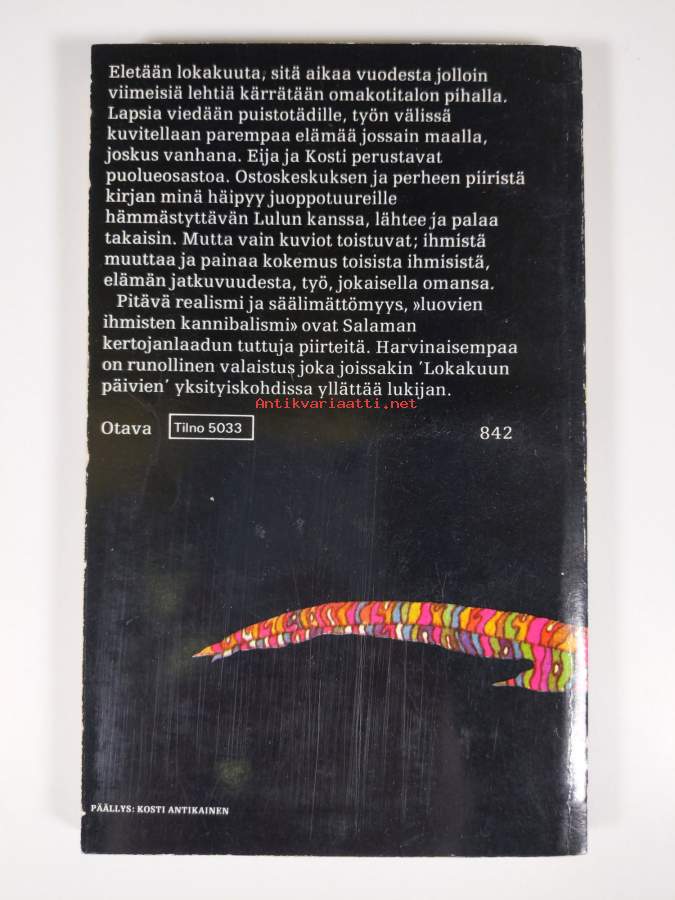 Eletään lokakuuta, sitä aikaa vuodesta jolloin
viimeisiä lehtiä kärrätään omakotitalon pihalla.
Lapsia viedään puistotädille, työn välissä
kuvitellaan parempaa elämää jossain maalla,
joskus vanhana. Eija ja Kosti perustavat
puolueosastoa. Ostoskeskuksen ja perheen piiristä
kirjan minä häipyy juoppotuureille
hämmästyttävän Lulun kanssa, lähtee ja palaa
takaisin. Mutta vain kuviot toistuvat; ihmistä
muuttaa ja painaa kokemus toisista ihmisistä,
elämän jatkuvuudesta, työ, jokaisella omansa.
Pitävä realismi ja säälimättömyys, »luovien
ihmisten kannibalismi» ovat Salaman
kertojanlaadun tuttuja piirteitä. Harvinaisempaa
on runollinen valaistus joka joissakin 'Lokakuun
päivien' yksityiskohdissa yllättää lukijan.
Antikvariaatti.net
Otava Tilno 5033 842
PÄÄLLYS: KOSTI ANTIKAINEN